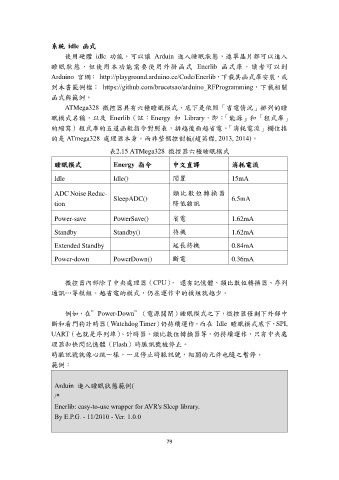 系統 idle 函式
使用硬體 idle 功能，可以讓 Arduin 進入睡眠狀態，連單晶片都可以進入
睡眠狀態，但使用本功能需要使用外掛函式 Enerlib 函式庫，讀者可以到
Arduino 官網： http://playground.arduino.cc/Code/Enerlib，下載其函式庫安裝，或
到本書範例檔： https://github.com/brucetsao/arduino_RFProgramming，下載相關
函式與範例。
ATMega328 微控器具有六種睡眠模式，底下是依照「省電情況」排列的睡
眠模式名稱，以及 Enerlib（註：Energy 和 Library，即：「能源」和「程式庫」
的縮寫）程式庫的五道函數指令對照表，排越後面越省電。「消耗電流」欄位指
的是 ATmega328 處理器本身，而非整個控制板(趙英傑, 2013, 2014)。
表2.15 ATMega328 微控器六種睡眠模式
睡眠模式 Energy 指令 中文直譯 消耗電流
Idle Idle() 閒置 15mA
ADC Noise Reduc-
tion SleepADC() 類比數位轉換器
降低雜訊 6.5mA
Power-save PowerSave() 省電 1.62mA
Standby Standby() 待機 1.62mA
Extended Standby 延長待機 0.84mA
Power-down PowerDown() 斷電 0.36mA
微控器內部除了中央處理器（CPU），還有記憶體、類比數位轉換器、序列
通訊…等模組。越省電的模式，仍在運作中的模組就越少。
例如，在”Power-Down”（電源關閉）睡眠模式之下，微控器僅剩下外部中
斷和看門狗計時器（Watchdog Timer）仍持續運作。而在 Idle 睡眠模式底下，SPI,
UART（也就是序列埠）、計時器、類比數位轉換器等，仍持續運作，只有中央處
理器和快閃記憶體（Flash）時脈訊號被停止。
時脈訊號就像心跳一樣，一旦停止時脈訊號，相關的元件也隨之暫停。
範例：
Arduin 進入睡眠狀態範例(
/*
Enerlib: easy-to-use wrapper for AVR's Sleep library.
By E.P.G. - 11/2010 - Ver. 1.0.0
79